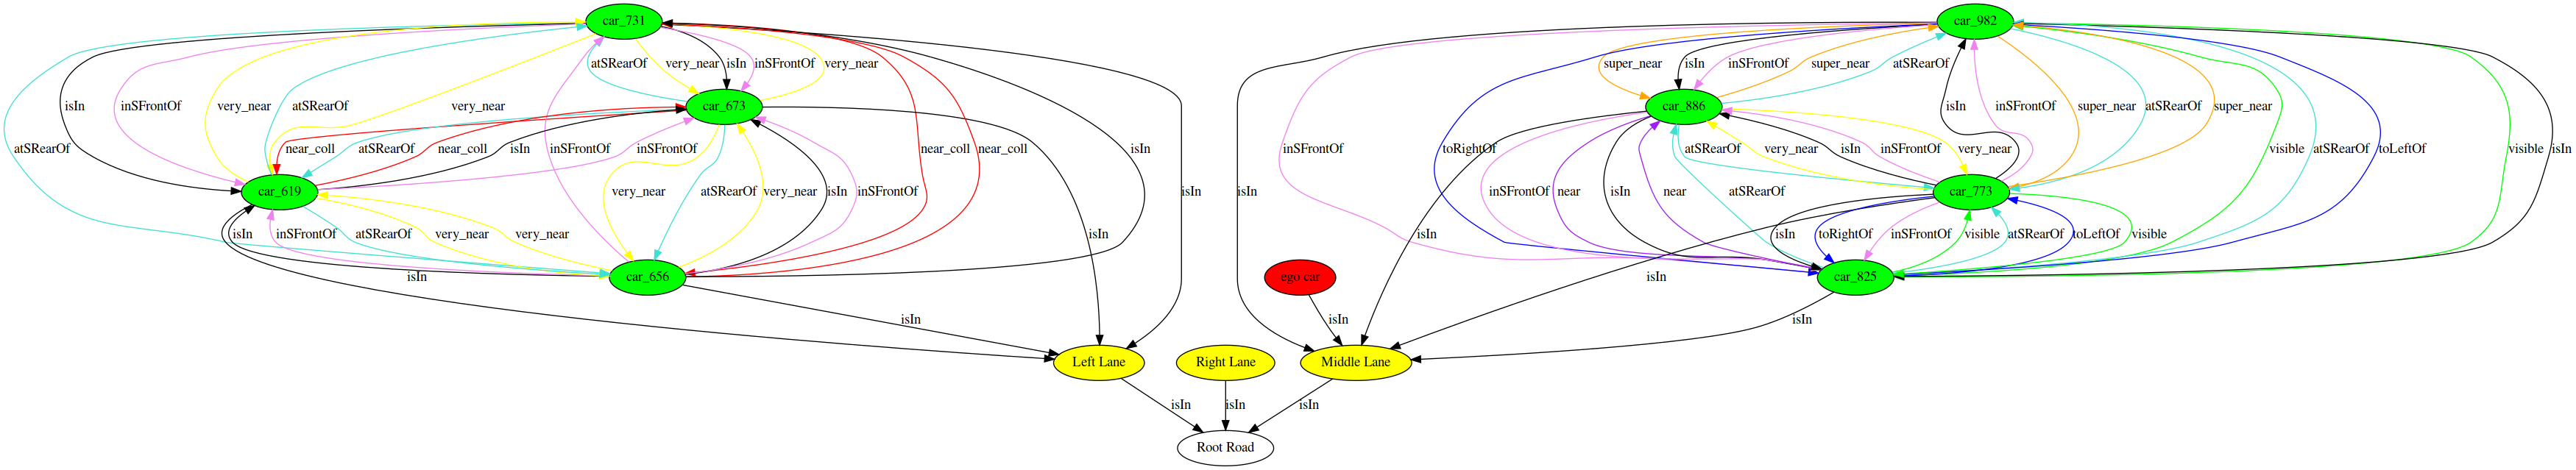 car_731
car_982
atSRearOf
very_near
isIn
inSFrontOf
very_near
super_near
isIn
inSFrontOf
super_near
atSRearOf
isIn
inSFrontOf
very_near
atSRearOf
very_near
car_673
car_886
isIn
inSFrontOf
super_near
atSRearOf
super_near
atSRearOf
near_coll
atSRearOf
near_coll
isIn
inSFrontOf
inSFrontOf
near_coll
near_coll
isIn
inSFrontOf
toRightOf
atSRearOf
very_near
isIn
inSFrontOf
very_near
visible
atSRearOf
toLeftOf
visible
isIn
car_619
very_near
atSRearOf
very_near
isIn
inSFrontOf
isIn
isIn
inSFrontOf
near
isIn
near
atSRearOf
car_773
isIn
inSFrontOf
atSRearOf
very_near
very_near
isIn
isIn
isIn
toRightOf
inSFrontOf
visible
atSRearOf
toLeftOf
visible
isIn
car_656
ego car
isIn
car_825
isIn
isIn
isIn
Left Lane
Right Lane
Middle Lane
isIn
isIn
isIn
Root Road